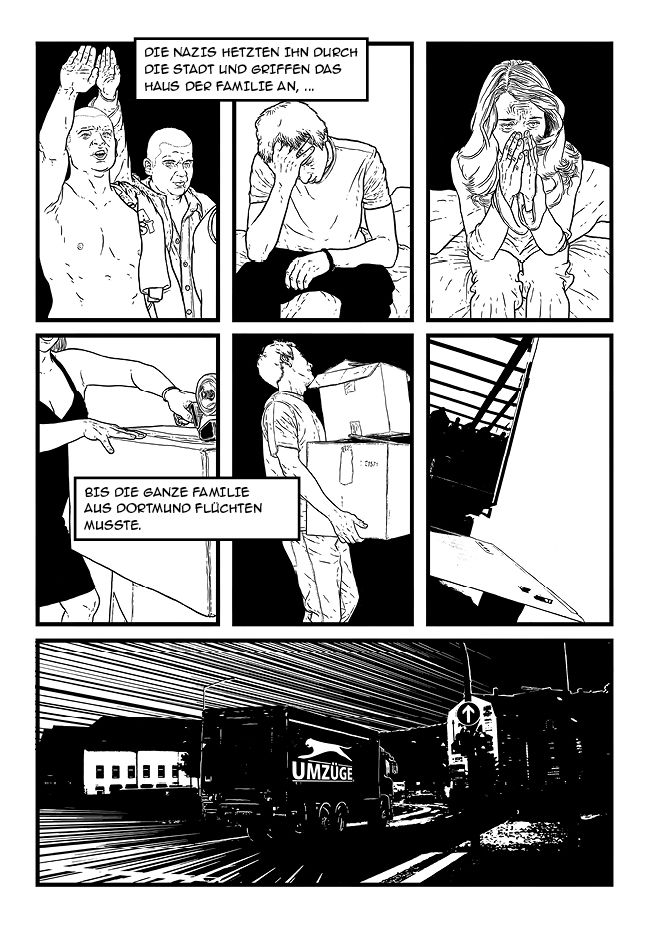 DIE NAZIS HETZTEN IHN DURCH
DIE STADT UND GRIFFEN DAS
HAUS DER FAMILIE AN, ...
BIS DIE GANZE FAMILIE
AUS DORTMUND FLÜCHTEN
MUSSTE.
UMZÜGE